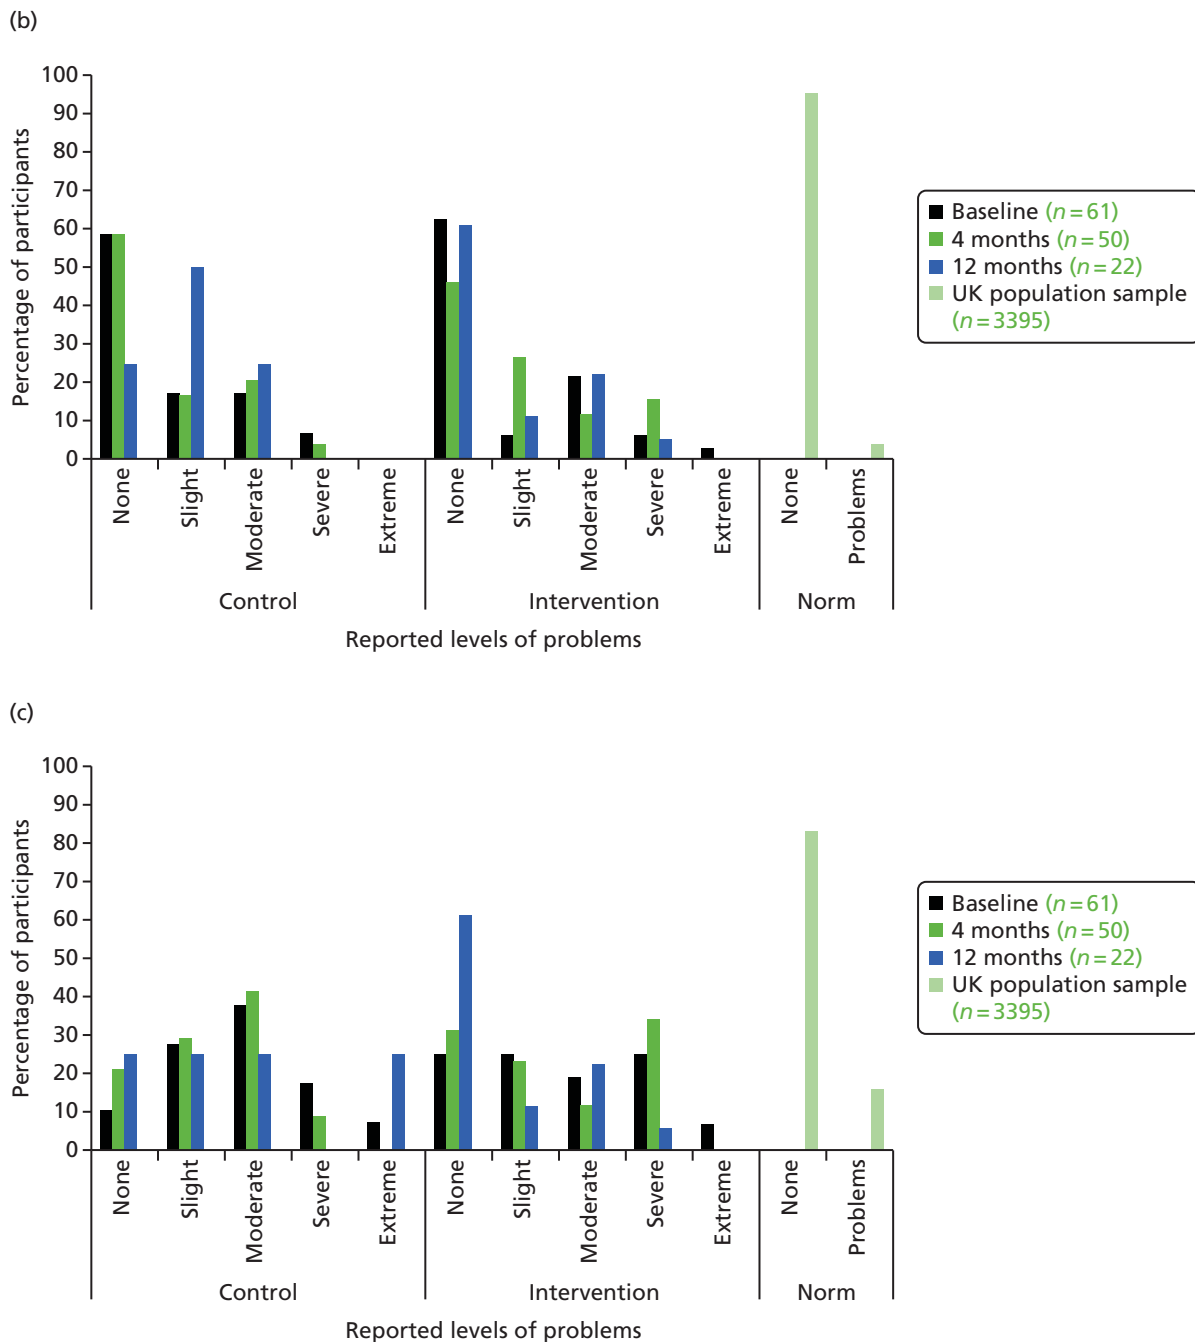 (b)
100
90
80
70
60
50
40
30
20
10
0
Percentage of participants
None
Slight
Moderate
Severe
Extreme
None
Slight
Moderate
Severe
Extreme
None
Problems
Control
Intervention
Norm
Reported levels of problems
Baseline (n=61)
4 months (n=50)
12 months (n=22)
UK population sample
(n=3395)
(c)
100
90
80
70
60
50
40
30
20
10
0
Percentage of participants
None
Slight
Moderate
Severe
Extreme
None
Slight
Moderate
Severe
Extreme
None
Problems
Control
Intervention
Norm
Reported levels of problems
Baseline (n=61)
4 months (n=50)
12 months (n=22)
UK population sample
(n=3395)